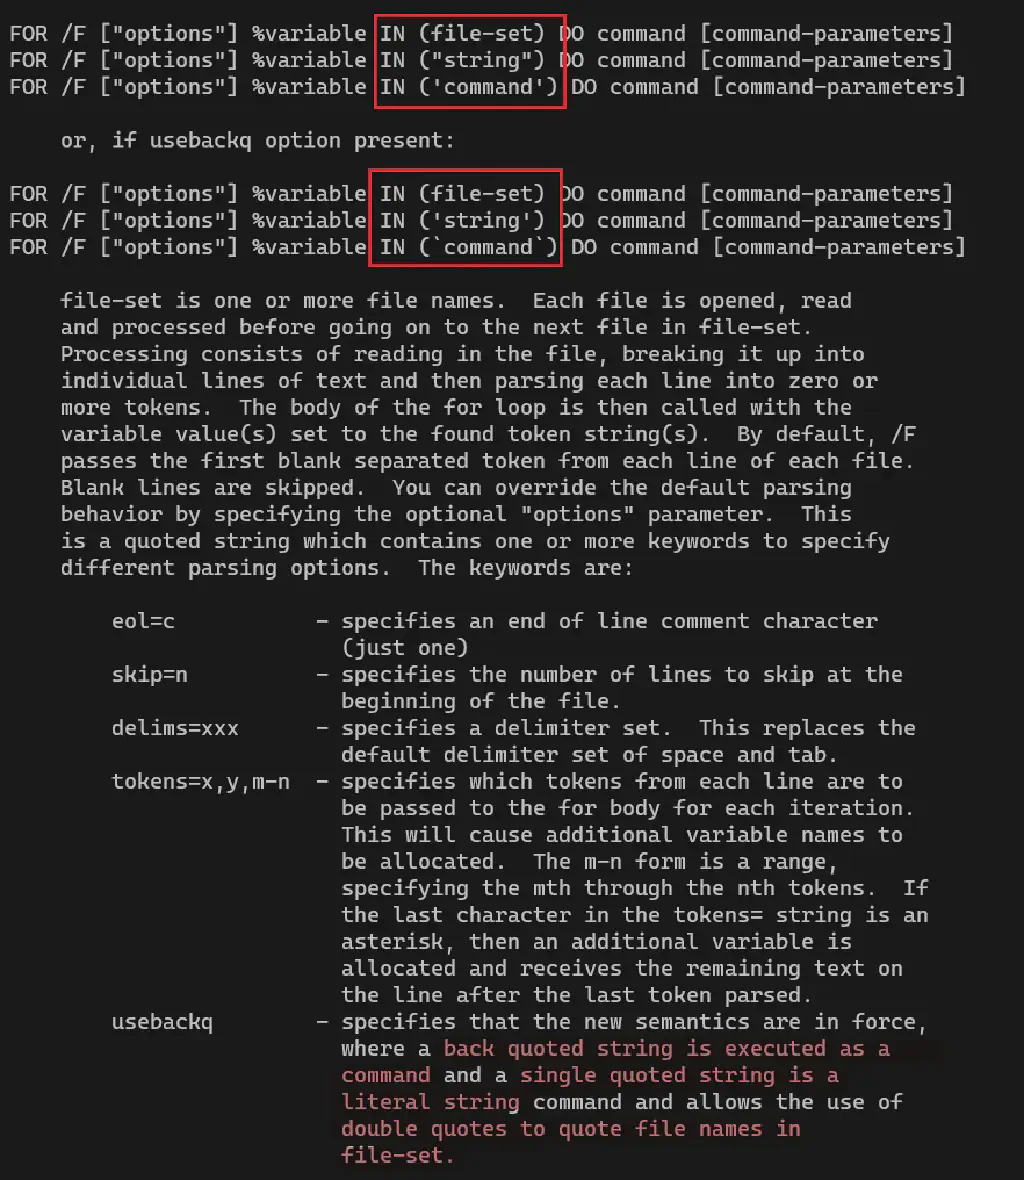 FOR /F ["options"] %variable IN (file-set) DO command [command-parameters]
FOR /F ["options"] %variable IN ("string") DO command [command-parameters]
FOR /F ["options"] %variable IN ('command') DO command [command-parameters]
or, if usebackq option present:
FOR /F ["options"] %variable IN (file-set) DO command [command-parameters]
FOR /F ["options"] %variable IN ('string') DO command [command-parameters]
FOR /F ["options"] %variable IN (`command`) DO command [command-parameters]
file-set is one or more file names.  Each file is opened, read
and processed before going on to the next file in file-set.
Processing consists of reading in the file, breaking it up into
individual lines of text and then parsing each line into zero or
more tokens.  The body of the for loop is then called with the
variable value(s) set to the found token string(s).  By default, /F
passes the first blank separated token from each line of each file.
Blank lines are skipped.  You can override the default parsing
behavior by specifying the optional "options" parameter.  This
is a quoted string which contains one or more keywords to specify
different parsing options.  The keywords are:
eol=c           - specifies an end of line comment character
(just one)
skip=n          - specifies the number of lines to skip at the
beginning of the file.
delims=xxx      - specifies a delimiter set.  This replaces the
default delimiter set of space and tab.
tokens=x,y,m-n  - specifies which tokens from each line are to
be passed to the for body for each iteration.
This will cause additional variable names to
be allocated.  The m-n form is a range,
specifying the mth through the nth tokens.  If
the last character in the tokens= string is an
asterisk, then an additional variable is
allocated and receives the remaining text on
the line after the last token parsed.
usebackq        - specifies that the new semantics are in force,
where a back quoted string is executed as a
command and a single quoted string is a
literal string command and allows the use of
double quotes to quote file names in
file-set.